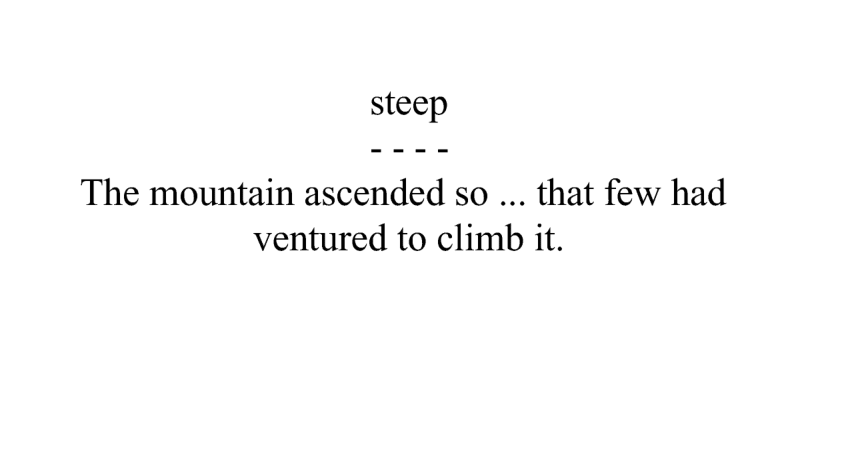 steep
- - - -
The mountain ascended so ... that few had
ventured to climb it.